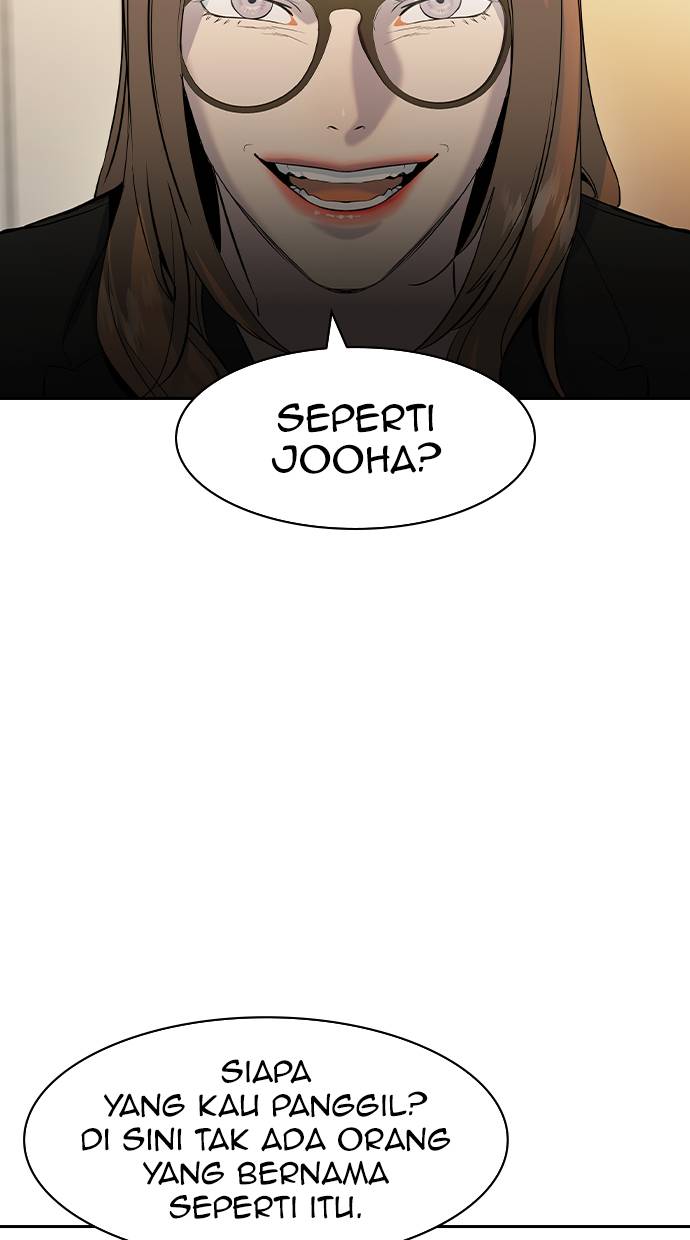 SEPERTI
JOOHA?
SIAPA
YANG KAU PANGGIL?
DI SINI TAK ADA ORANG
YANG BERNAMA
SEPERTI ITU.